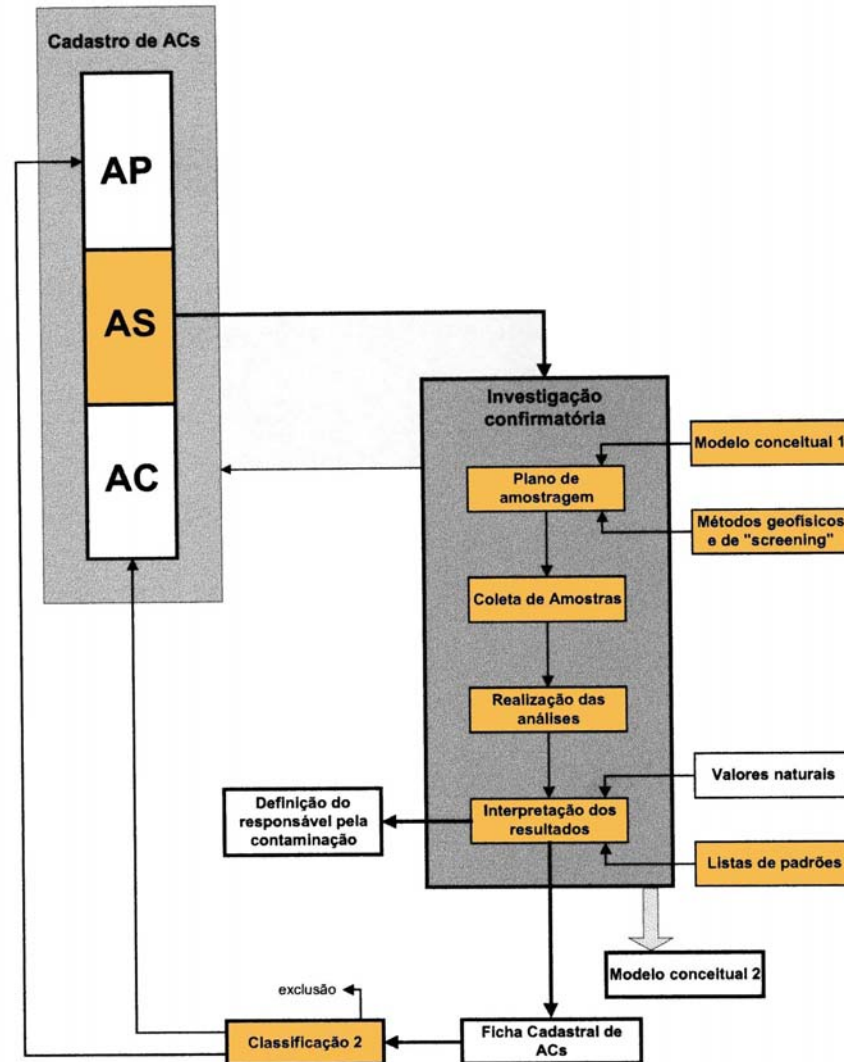 Cadastro de ACs
AP
AS
AC
Investigação
confirmatória
Modelo conceitual 1
Plano de
amostragem
Métodos geofísicos
e de "screening"
Coleta de Amostras
Realização das
análises
Valores naturais
Definição do
responsável pela
contaminação
Interpretação dos
resultados
Listas de padrões
Modelo conceitual 2
exclusão
Classificação 2
Ficha Cadastral de
ACs